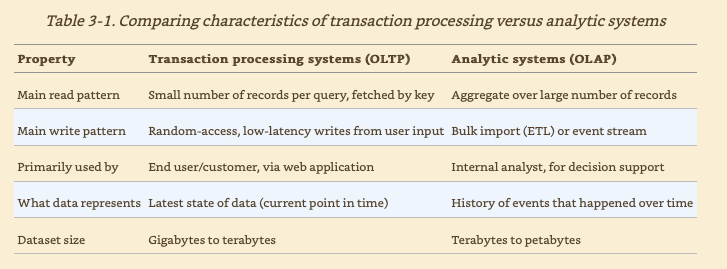 Table 3-1. Comparing characteristics of transaction processing versus analytic systems
Property Transaction processing systems (OLTP) Analytic systems (OLAP)
Main read pattern Small number of records per query, fetched by key Aggregate over large number of records
Main write pattern Random-access, low-latency writes from user input Bulk import (ETL) or event stream
Primarily used by End user/customer, via web application Internal analyst, for decision support
What data represents Latest state of data (current point in time) History of events that happened over time
Dataset size Gigabytes to terabytes Terabytes to petabytes